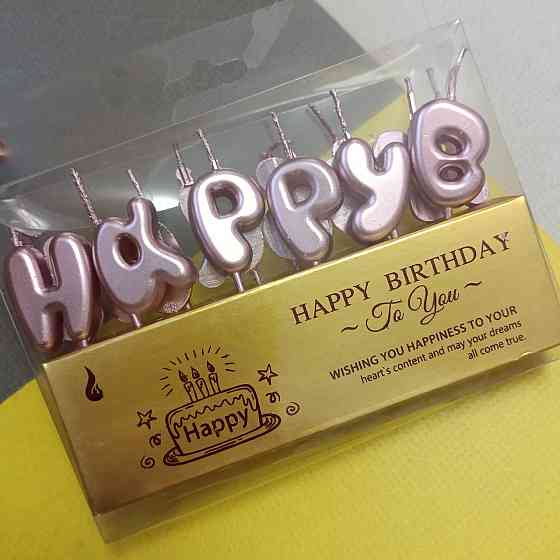 HaPPyB
HAPPY BIRTHDAY
~ To You ~
WISHING YOU HAPPINESS TO YOUR
heart's content and may your dreams
all come true.
Happy